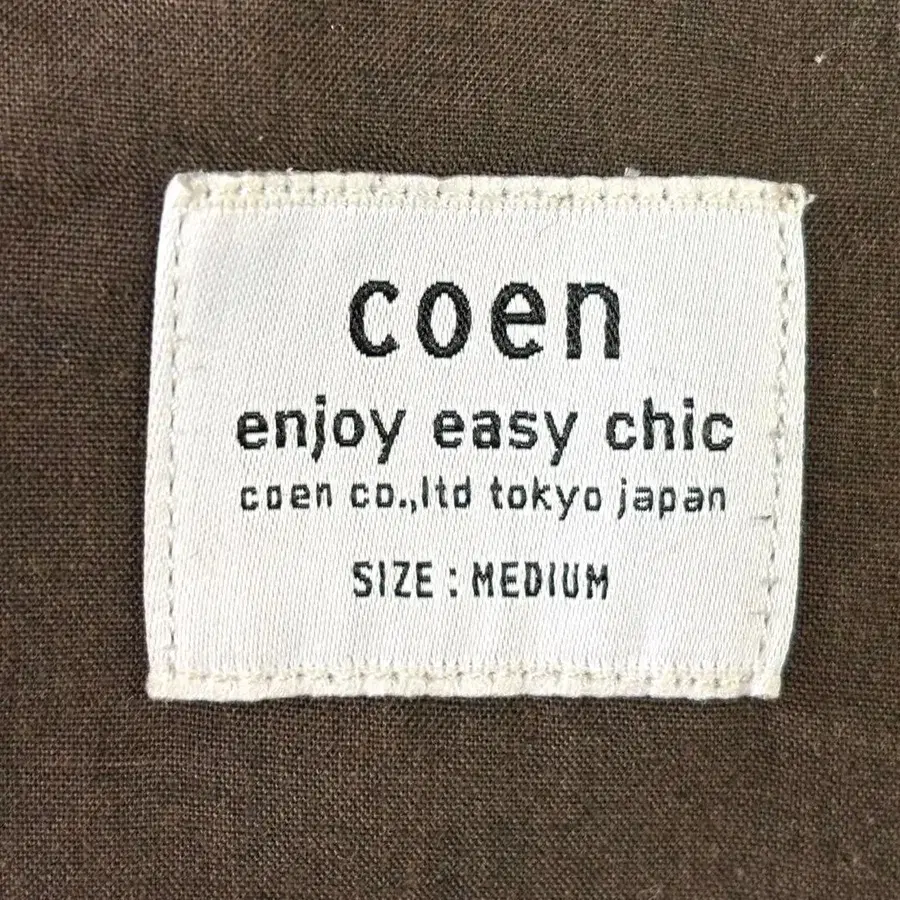 coen
enjoy easy chic
coen co.,ltd tokyo japan
SIZE : MEDIUM